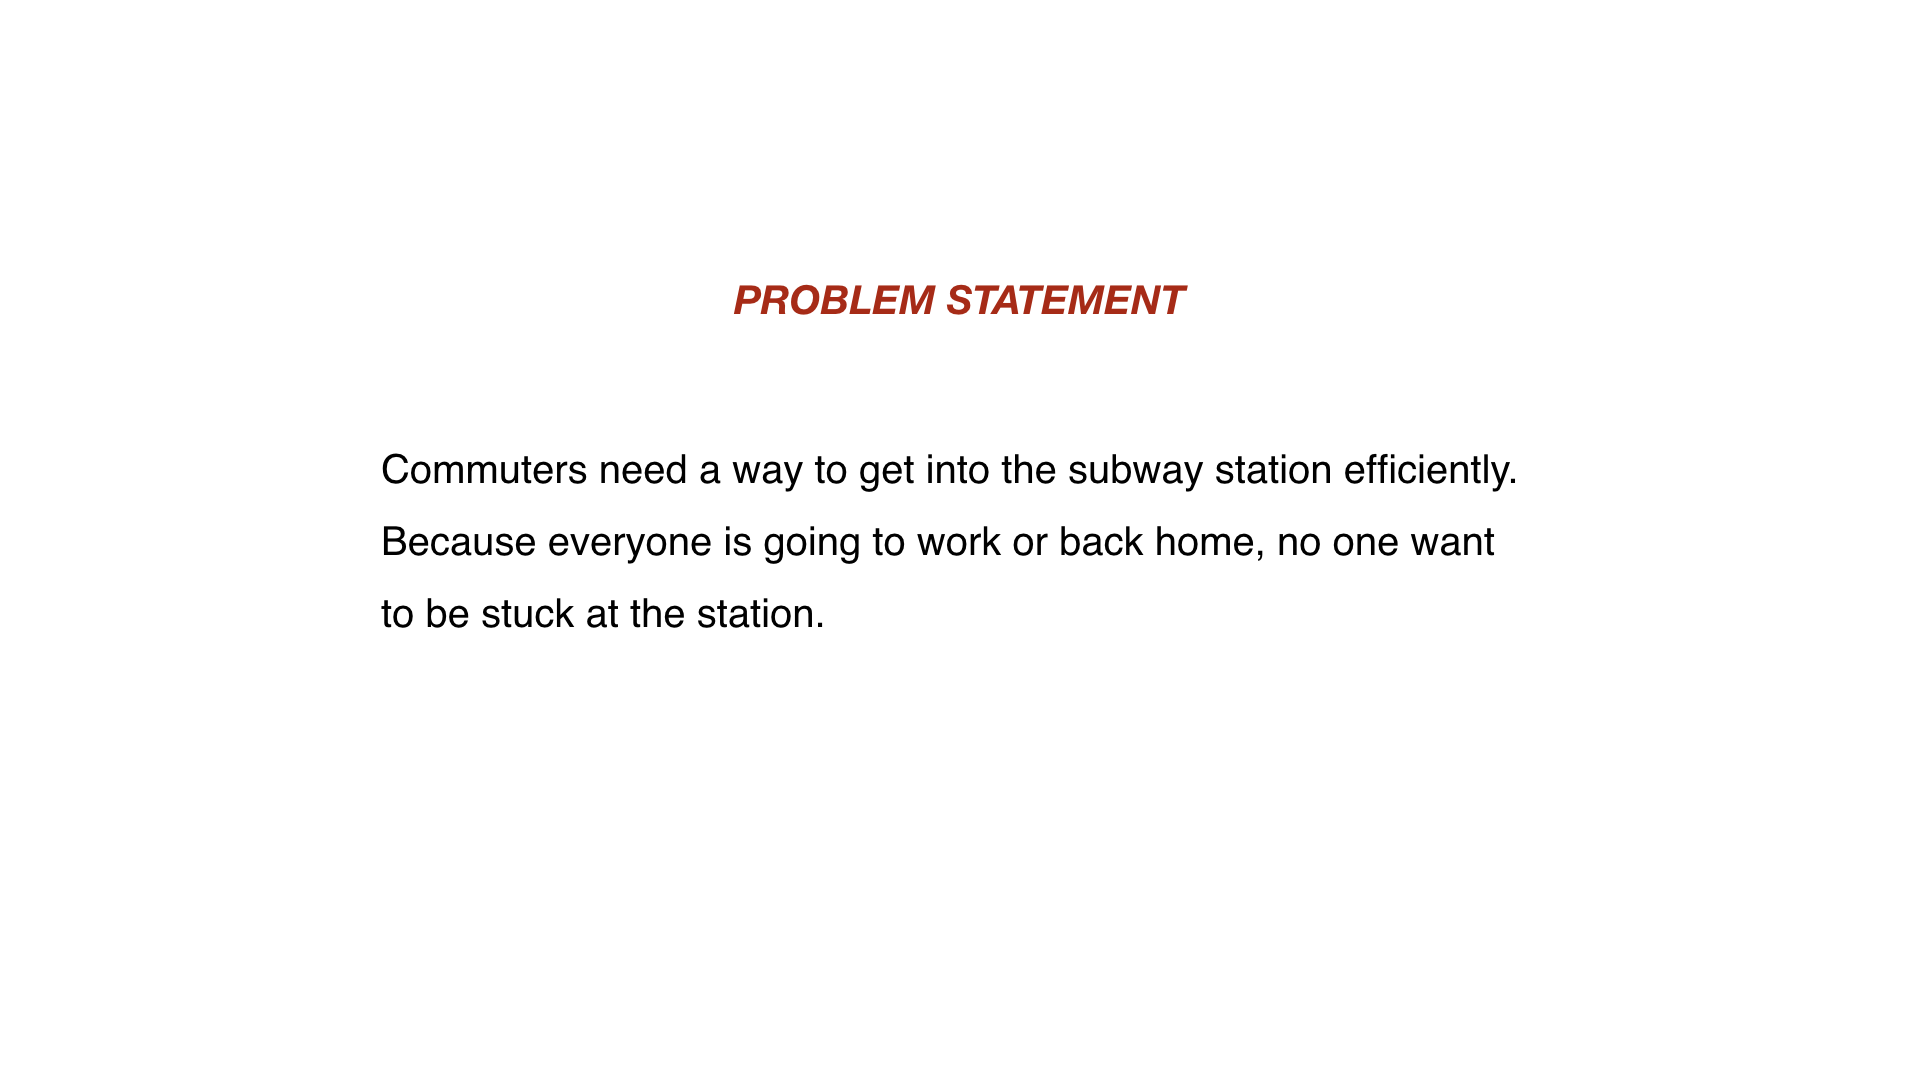 PROBLEM STATEMENT
Commuters need a way to get into the subway station efficiently.
Because everyone is going to work or back home, no one want
to be stuck at the station.